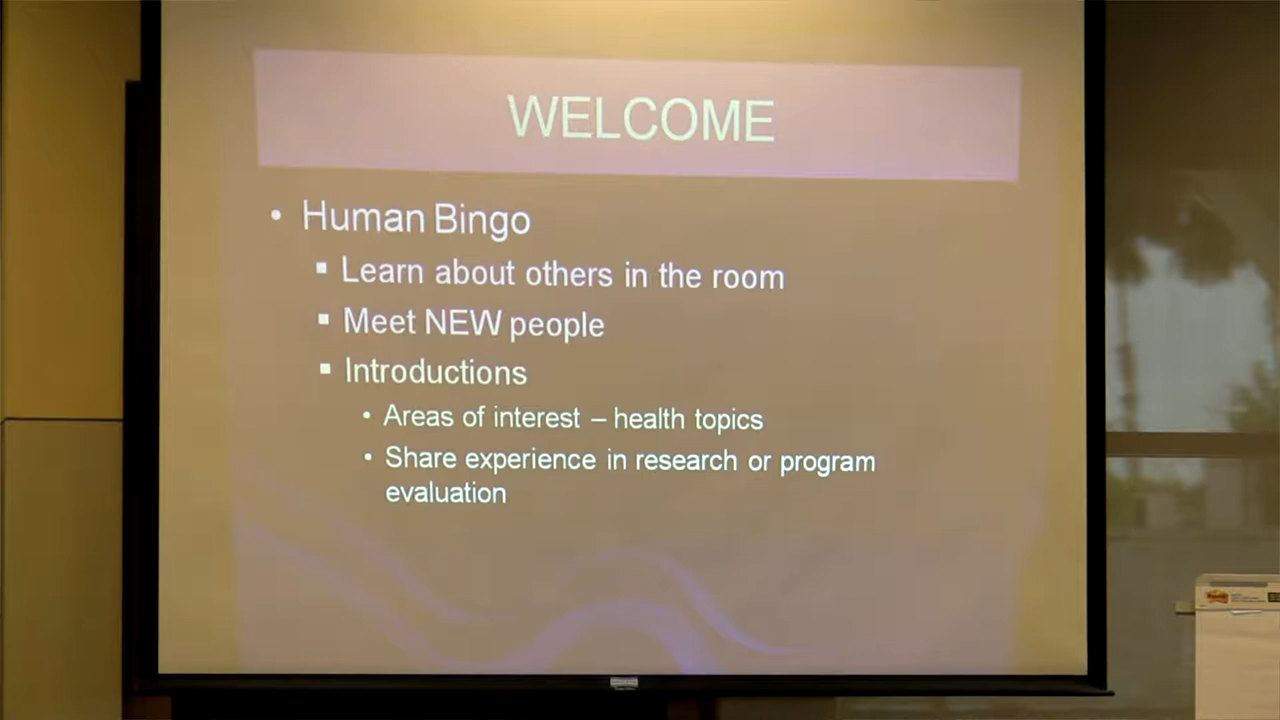 WELCOME
• Human Bingo
▪ Learn about others in the room
▪ Meet NEW people
▪ Introductions
• Areas of interest – health topics
• Share experience in research or program
evaluation